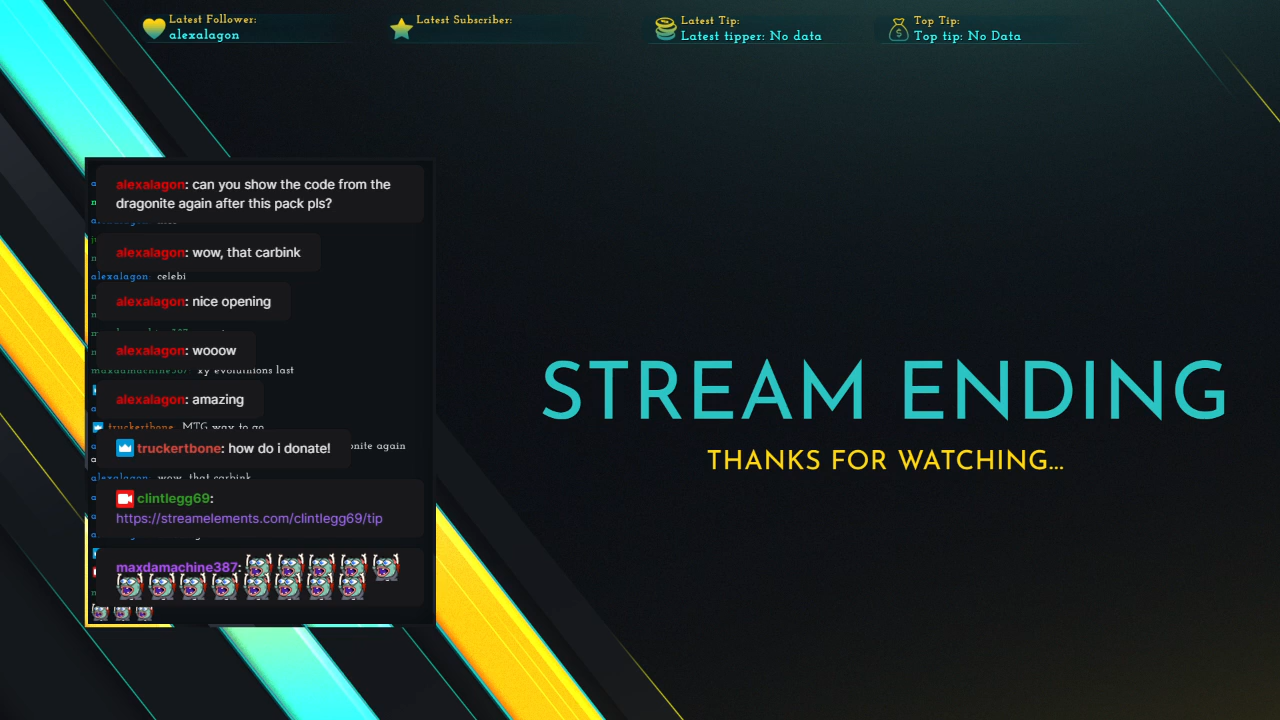 Latest Follower:
alexalagon
Latest Subscriber:
Latest Tip:
Latest tipper: No data
Top Tip:
Top tip: No Data
alexalagon: can you show the code from the
dragonite again after this pack pls?
alexalagon: wow, that carbink
alexalagon: celebi
alexalagon: nice opening
alexalagon: wooow
maxdamachine387: xy evolutions last
alexalagon: amazing
truckertbone: MTG way to go
truckertbone: how do i donate!
onite again
alexalagon: wow, that carbink
clintlegg69:
https://streamelements.com/clintlegg69/tip
maxdamachine387:
STREAM ENDING
THANKS FOR WATCHING...